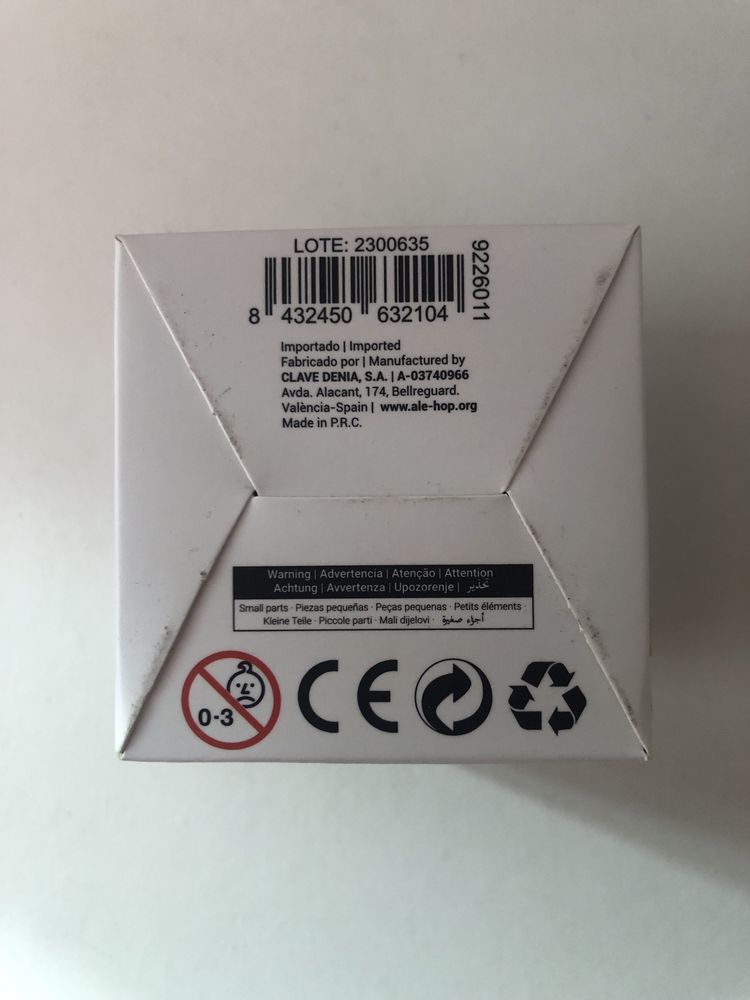 LOTE: 2300635
9226011
8 432450 632104
Importado | Imported
Fabricado por | Manufactured by
CLAVE DENIA, S.A. | A-03740966
Avda. Alacant, 174, Bellreguard.
València-Spain | www.ale-hop.org
Made in P.R.C.
Warning | Advertencia | Atenção | Attention
Achtung | Avvertenza | Upozorenje | تحذير
Small parts · Piezas pequeñas · Peças pequenas · Petits éléments ·
Kleine Teile · Piccole parti · Mali dijelovi · أجزاء صغيرة
0-3
CE